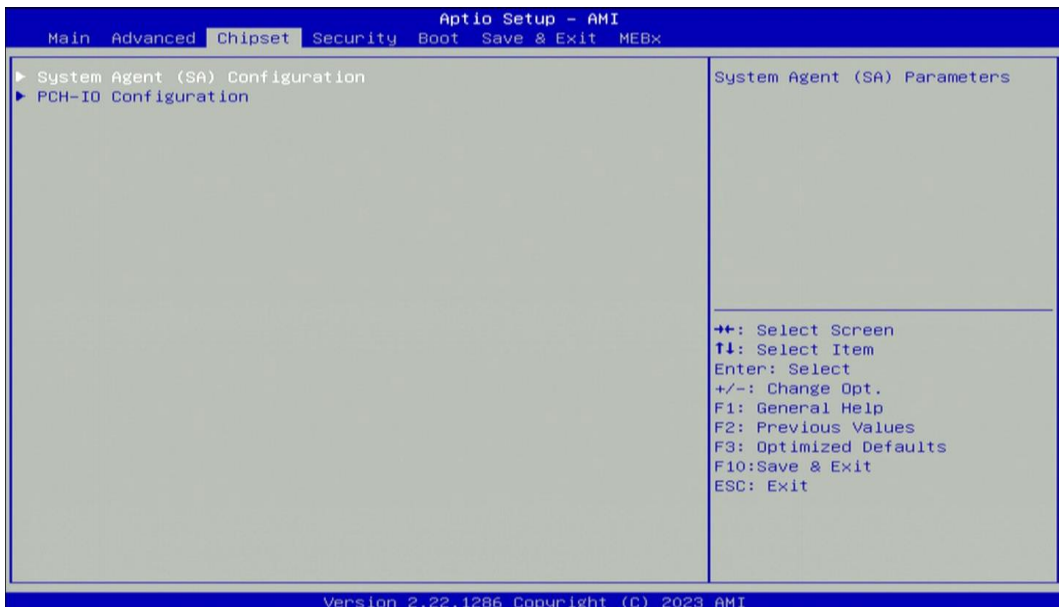 Aptio Setup – AMI
Main Advanced Chipset Security Boot Save & Exit MEBx
▶ System Agent (SA) Configuration
▶ PCH-IO Configuration
System Agent (SA) Parameters
→←: Select Screen
↑↓: Select Item
Enter: Select
+/-: Change Opt.
F1: General Help
F2: Previous Values
F3: Optimized Defaults
F10:Save & Exit
ESC: Exit
Version 2.22.1286 Copyright (C) 2023 AMI